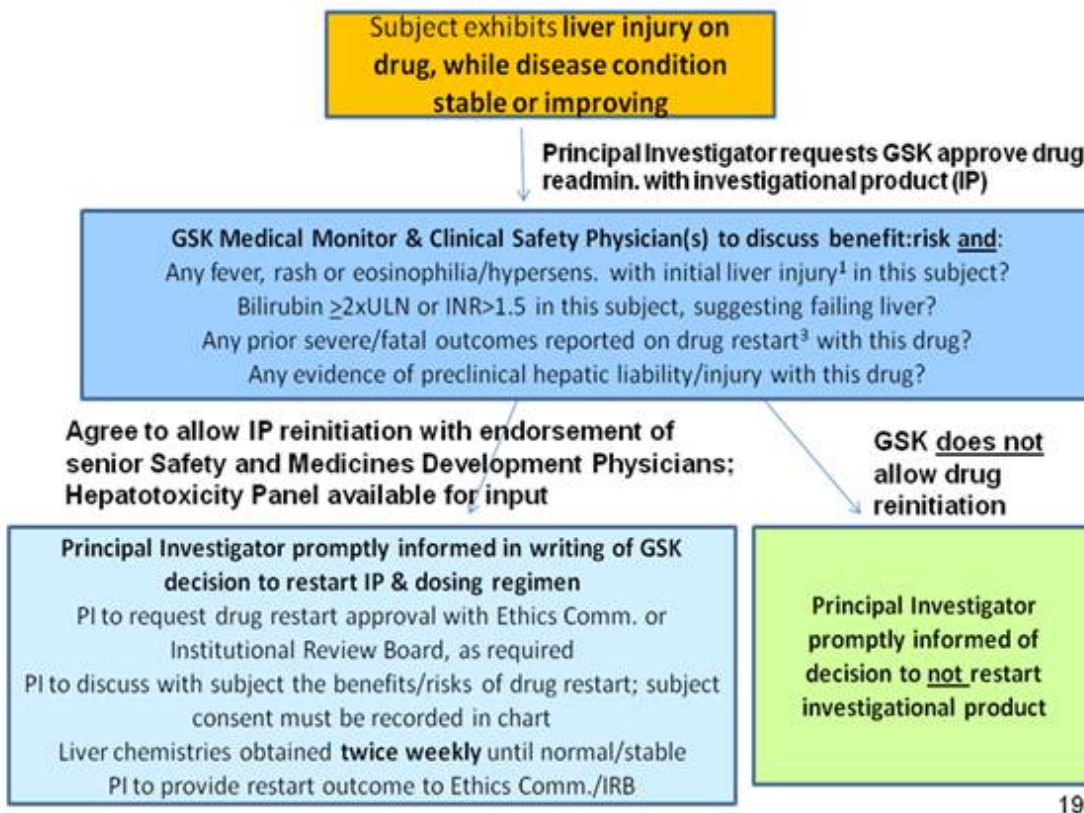 Subject exhibits liver injury on
drug, while disease condition
stable or improving
Principal Investigator requests GSK approve drug
readmin. with investigational product (IP)
GSK Medical Monitor & Clinical Safety Physician(s) to discuss benefit:risk and:
Any fever, rash or eosinophilia/hypersens. with initial liver injury¹ in this subject?
Bilirubin ≥2xULN or INR>1.5 in this subject, suggesting failing liver?
Any prior severe/fatal outcomes reported on drug restart³ with this drug?
Any evidence of preclinical hepatic liability/injury with this drug?
Agree to allow IP reinitiation with endorsement of
senior Safety and Medicines Development Physicians;
Hepatotoxicity Panel available for input
GSK does not
allow drug
reinitiation
Principal Investigator promptly informed in writing of GSK
decision to restart IP & dosing regimen
PI to request drug restart approval with Ethics Comm. or
Institutional Review Board, as required
PI to discuss with subject the benefits/risks of drug restart; subject
consent must be recorded in chart
Liver chemistries obtained twice weekly until normal/stable
PI to provide restart outcome to Ethics Comm./IRB
Principal Investigator
promptly informed of
decision to not restart
investigational product
19